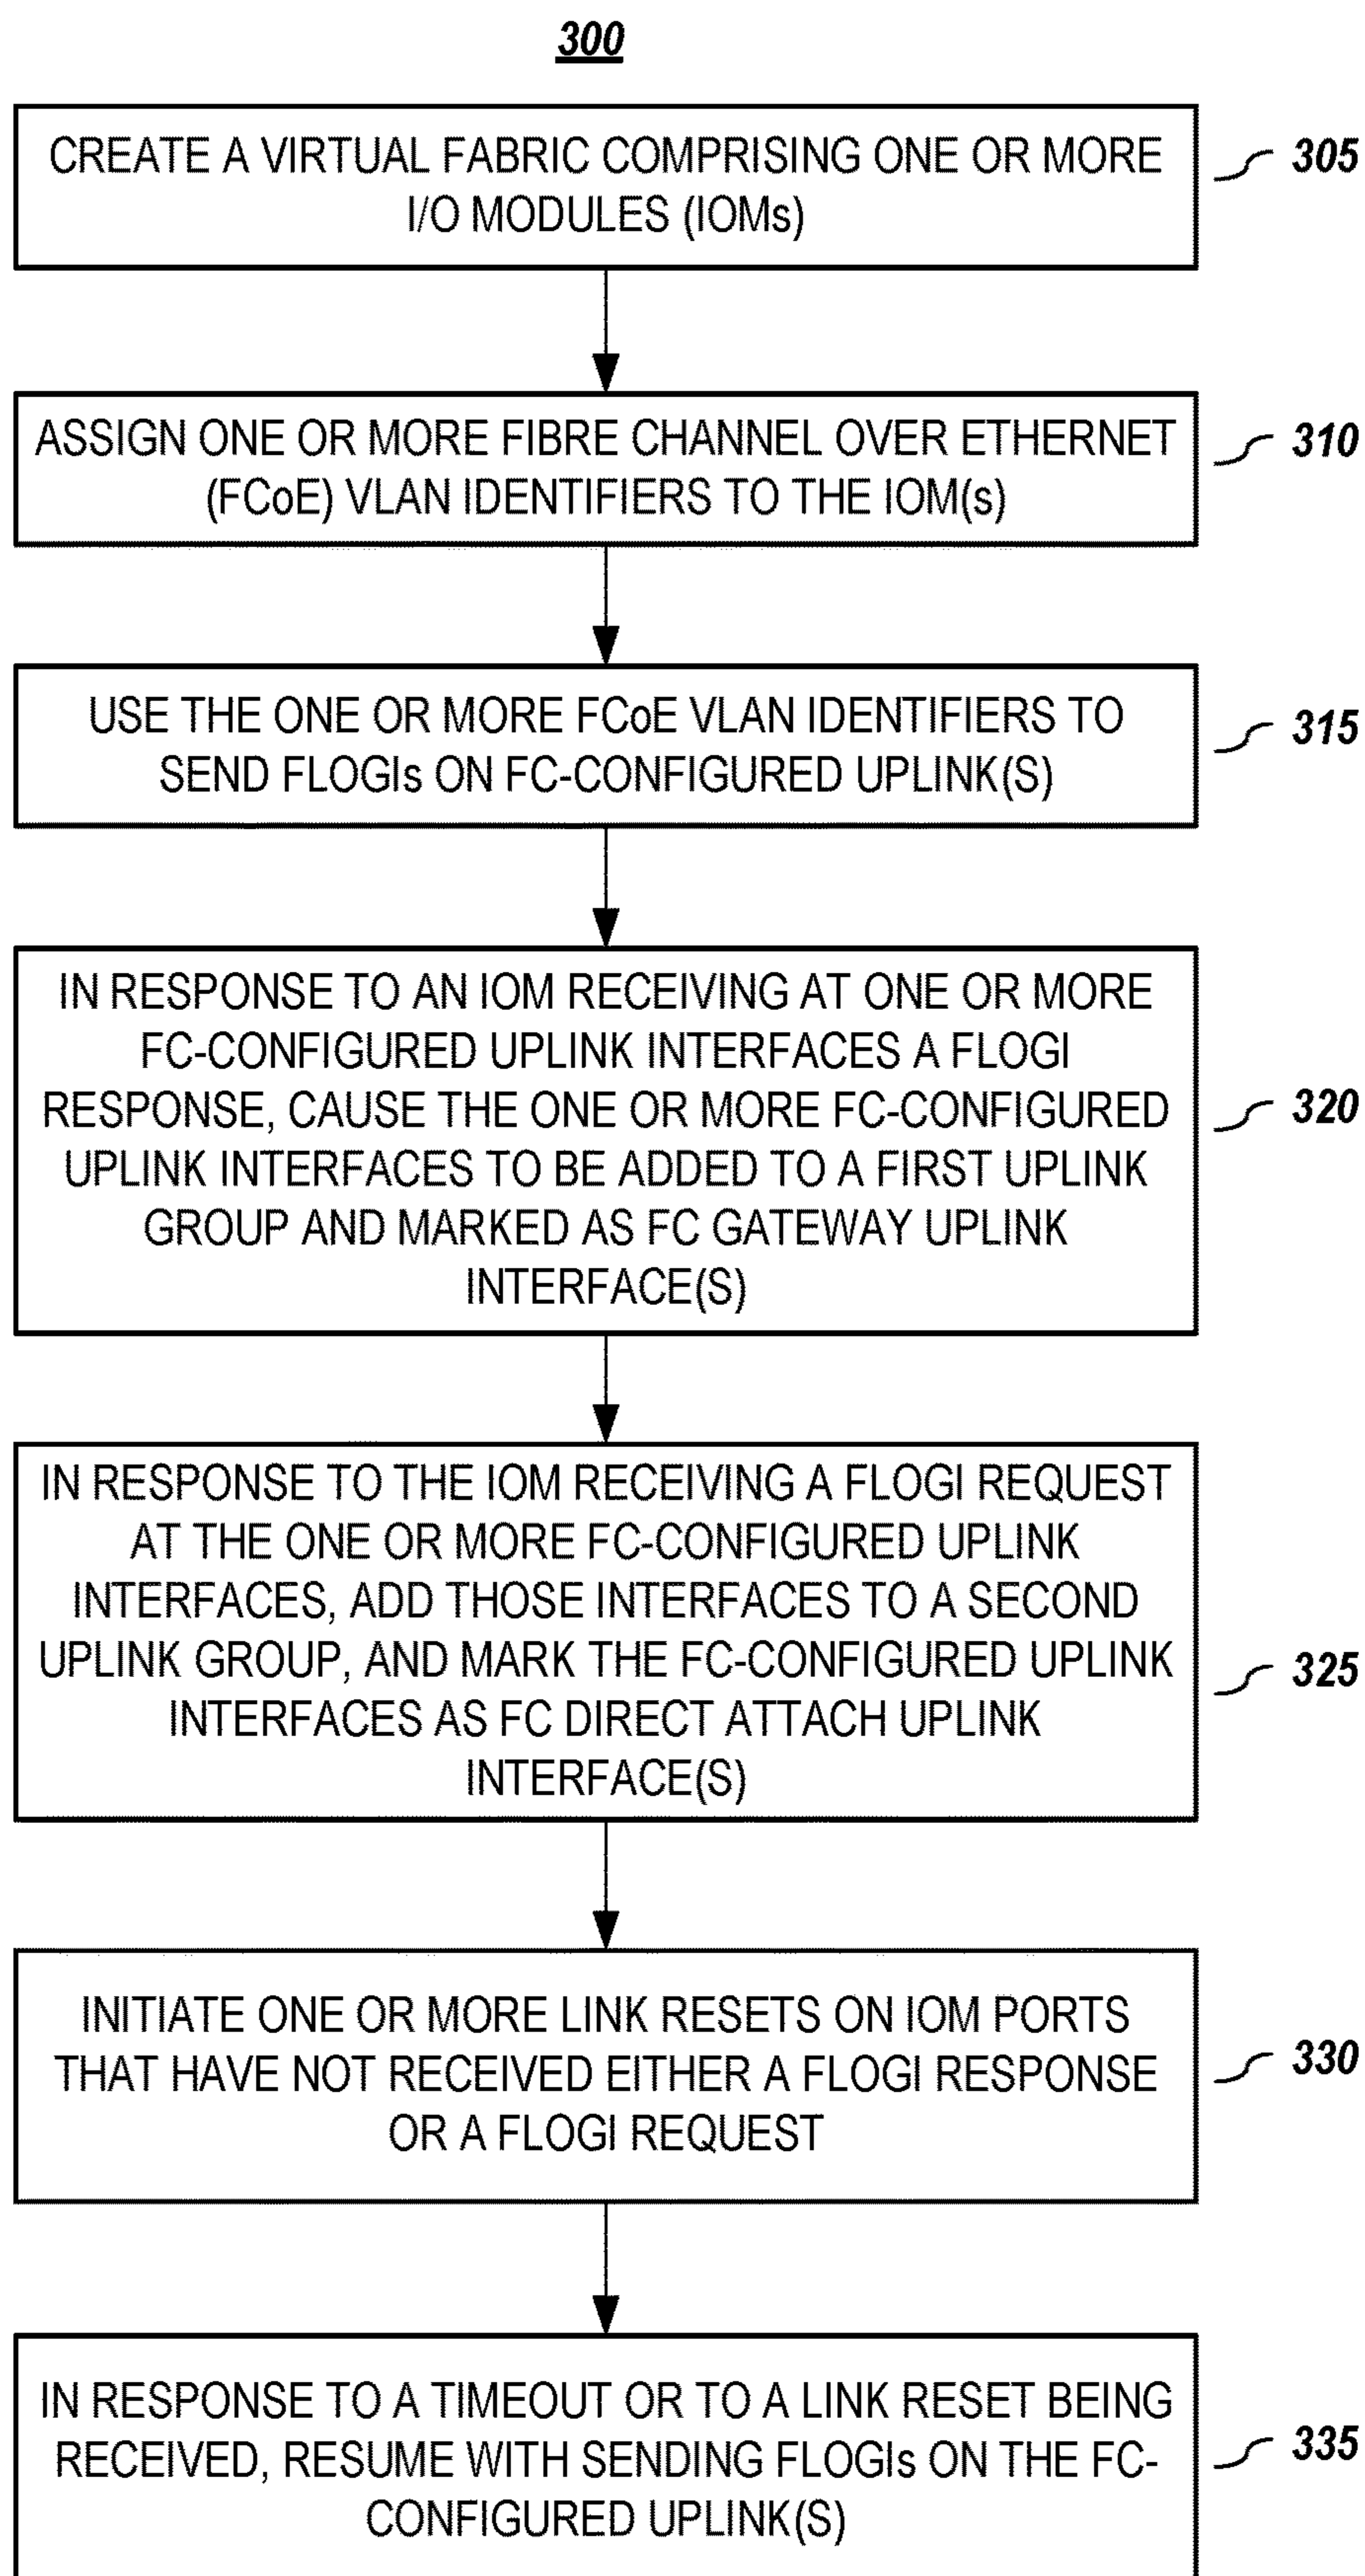 300
CREATE A VIRTUAL FABRIC COMPRISING ONE OR MORE
I/O MODULES (IOMs)
305
ASSIGN ONE OR MORE FIBRE CHANNEL OVER ETHERNET
(FCoE) VLAN IDENTIFIERS TO THE IOM(s)
310
USE THE ONE OR MORE FCoE VLAN IDENTIFIERS TO
SEND FLOGIs ON FC-CONFIGURED UPLINK(S)
315
IN RESPONSE TO AN IOM RECEIVING AT ONE OR MORE
FC-CONFIGURED UPLINK INTERFACES A FLOGI
RESPONSE, CAUSE THE ONE OR MORE FC-CONFIGURED
UPLINK INTERFACES TO BE ADDED TO A FIRST UPLINK
GROUP AND MARKED AS FC GATEWAY UPLINK
INTERFACE(S)
320
IN RESPONSE TO THE IOM RECEIVING A FLOGI REQUEST
AT THE ONE OR MORE FC-CONFIGURED UPLINK
INTERFACES, ADD THOSE INTERFACES TO A SECOND
UPLINK GROUP, AND MARK THE FC-CONFIGURED UPLINK
INTERFACES AS FC DIRECT ATTACH UPLINK
INTERFACE(S)
325
INITIATE ONE OR MORE LINK RESETS ON IOM PORTS
THAT HAVE NOT RECEIVED EITHER A FLOGI RESPONSE
OR A FLOGI REQUEST
330
IN RESPONSE TO A TIMEOUT OR TO A LINK RESET BEING
RECEIVED, RESUME WITH SENDING FLOGIs ON THE FC-
CONFIGURED UPLINK(S)
335